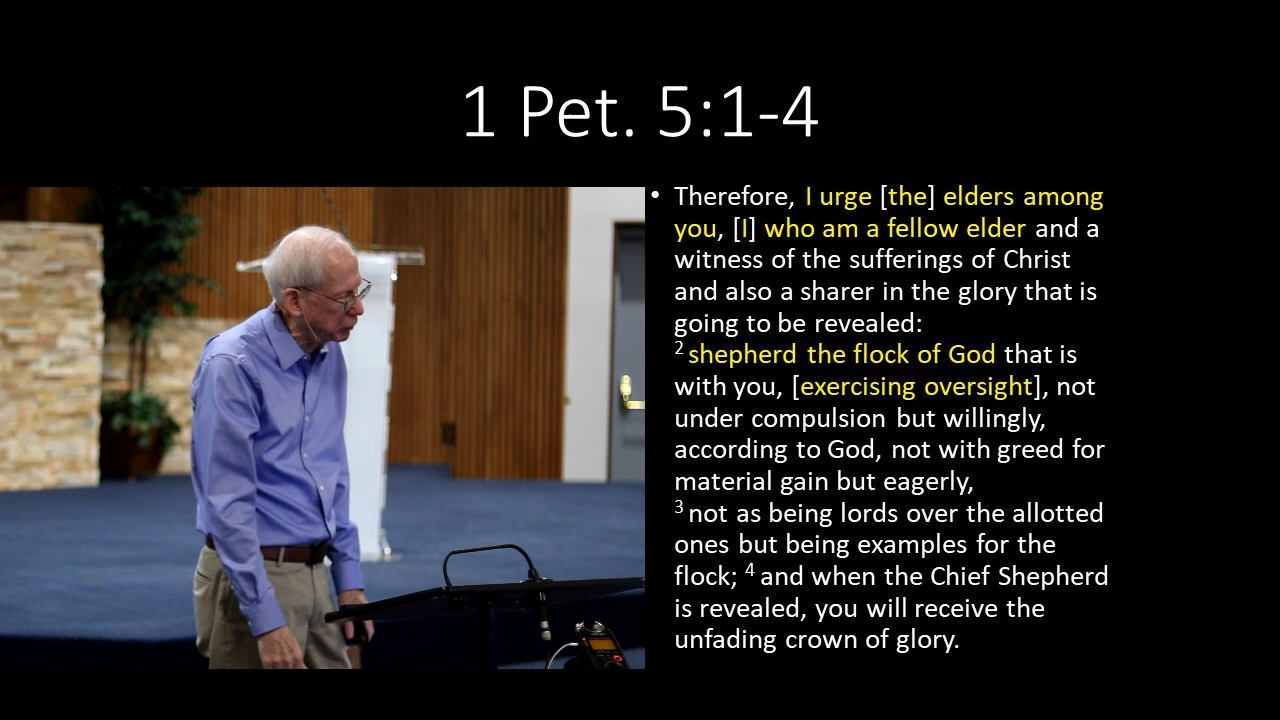 1 Pet. 5:1-4
• Therefore, I urge [the] elders among
you, [I] who am a fellow elder and a
witness of the sufferings of Christ
and also a sharer in the glory that is
going to be revealed:
2 shepherd the flock of God that is
with you, [exercising oversight], not
under compulsion but willingly,
according to God, not with greed for
material gain but eagerly,
3 not as being lords over the allotted
ones but being examples for the
flock; 4 and when the Chief Shepherd
is revealed, you will receive the
unfading crown of glory.